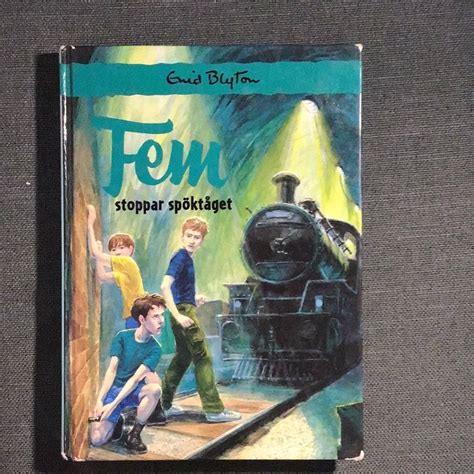 Enid Blyton
Fem
stoppar spöktåget